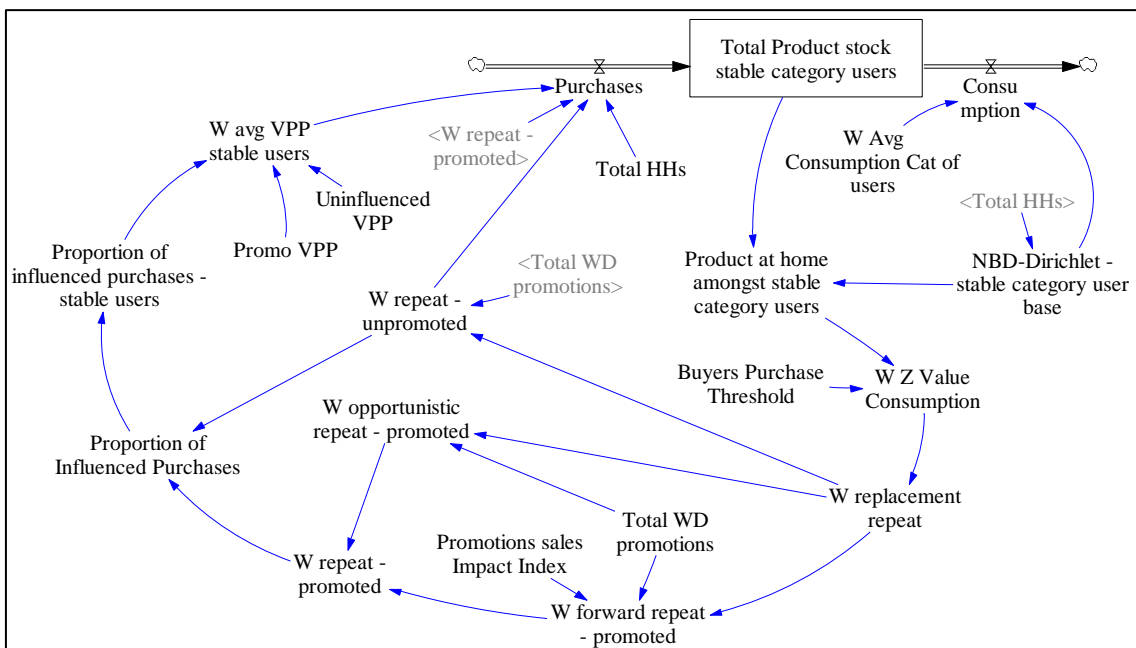 Total Product stock
stable category users
Purchases
Consu
mption
W avg VPP
stable users
<W repeat -
promoted>
W Avg
Consumption Cat of
users
Total HHs
Uninfluenced
VPP
<Total HHs>
Promo VPP
Proportion of
influenced purchases -
stable users
<Total WD
promotions>
Product at home
amongst stable
category users
NBD-Dirichlet -
stable category user
base
W repeat -
unpromoted
Buyers Purchase
Threshold
W Z Value
Consumption
W opportunistic
repeat - promoted
Proportion of
Influenced Purchases
W replacement
repeat
Total WD
promotions
Promotions sales
Impact Index
W repeat -
promoted
W forward repeat
- promoted